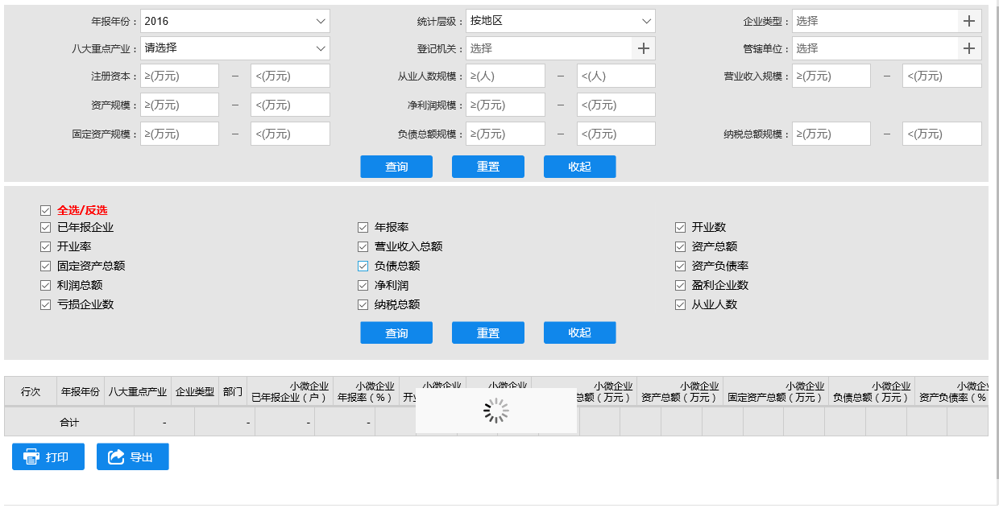 年报年份： 2016 统计层级： 按地区 企业类型： 选择
八大重点产业： 请选择 登记机关： 选择 管辖单位： 选择
注册资本： ≥(万元) － <(万元) 从业人数规模： ≥(人) － <(人) 营业收入规模： ≥(万元) － <(万元)
资产规模： ≥(万元) － <(万元) 净利润规模： ≥(万元) － <(万元)
固定资产规模： ≥(万元) － <(万元) 负债总额规模： ≥(万元) － <(万元) 纳税总额规模： ≥(万元) － <(万元)
查询 重置 收起
全选/反选
已年报企业 年报率 开业数
开业率 营业收入总额 资产总额
固定资产总额 负债总额 资产负债率
利润总额 净利润 盈利企业数
亏损企业数 纳税总额 从业人数
查询 重置 收起
小微企业 小微企业 小微企业 小微企业 小微企业 小微企业 小微企业 小微企业 小微企
行次 年报年份 八大重点产业 企业类型 部门 已年报企业（户） 年报率（%） 开 总额（万元） 资产总额（万元） 固定资产总额（万元） 负债总额（万元） 资产负债率（%
合计 - - - -
打印 导出